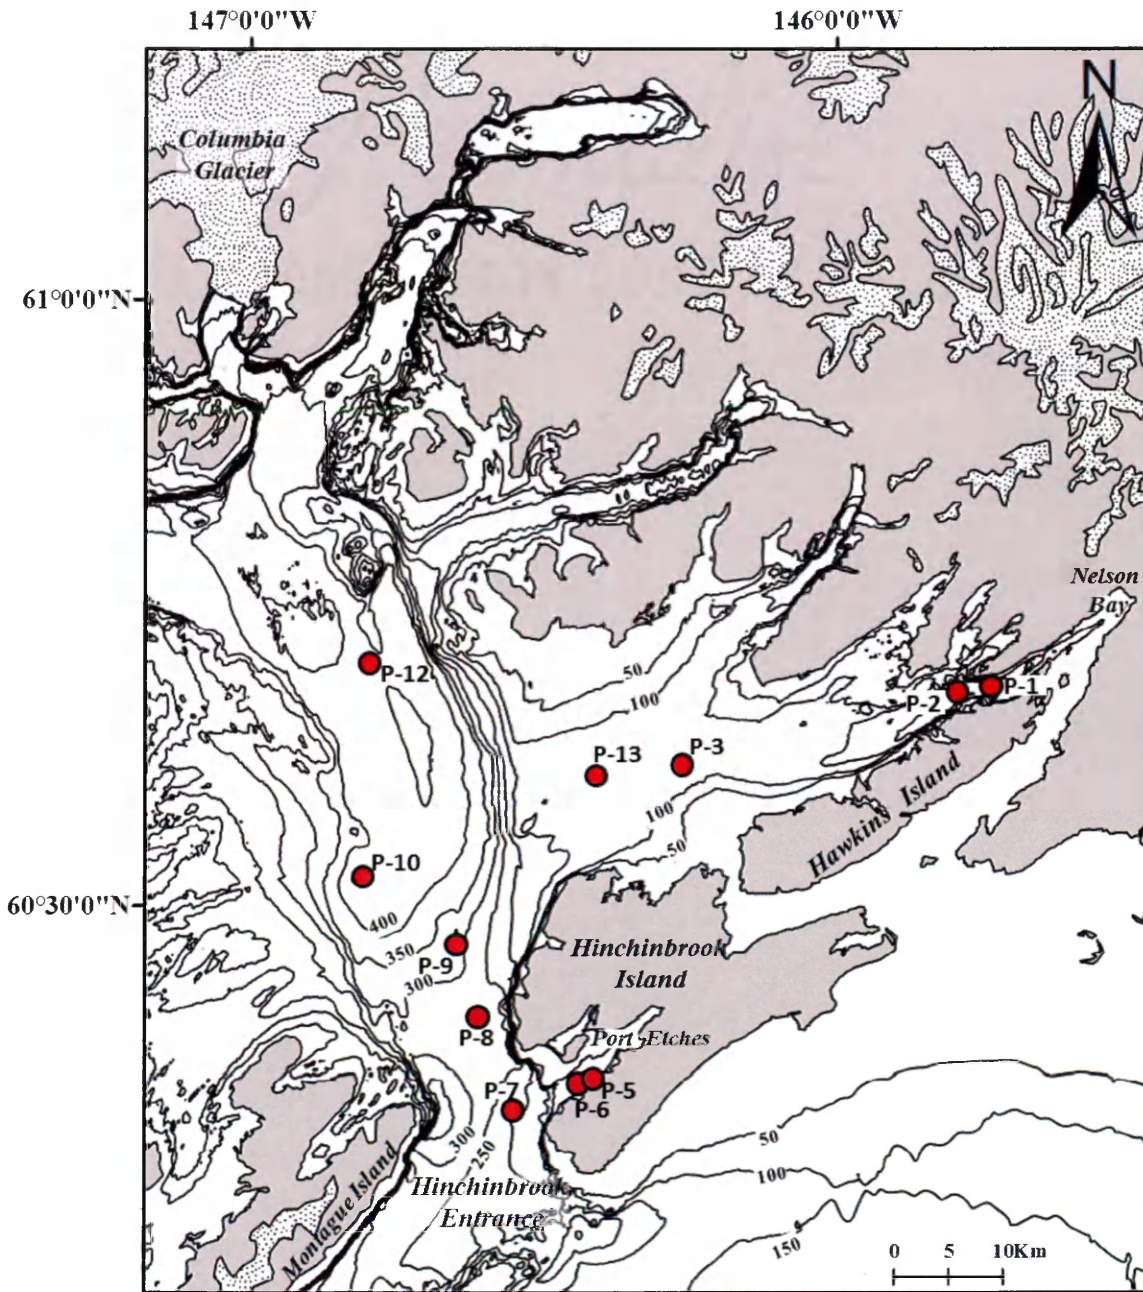 147°0'0"W
146°0'0"W
N
Columbia
Glacier
61°0'0"N
Nelson
Bay
50
P-12
P-1
P-2
100
P-13
P-3
100
Hawkins Island
50
P-10
60°30'0"N
400
350
P-9
300
Hinchinbrook
Island
P-8
Port Etches
P-7
P-5
P-6
300
250
50
100
Montague Island
Hinchinbrook
Entrance
150
0 5 10Km